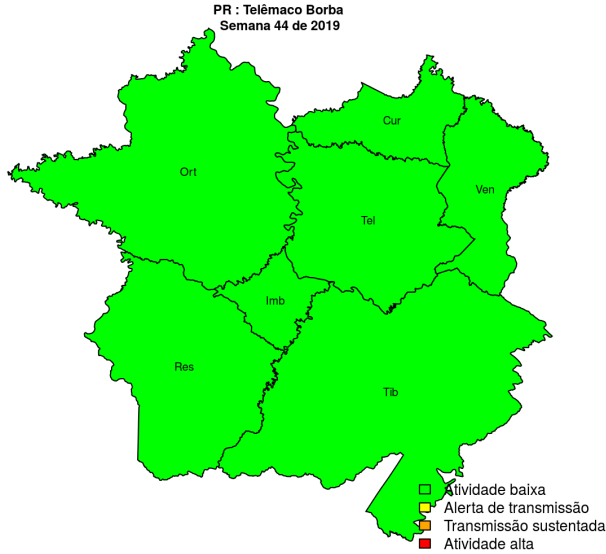 PR : Telêmaco Borba
Semana 44 de 2019
Cur
Ort
Ven
Tel
Imb
Res
Tib
Atividade baixa
Alerta de transmissão
Transmissão sustentada
Atividade alta